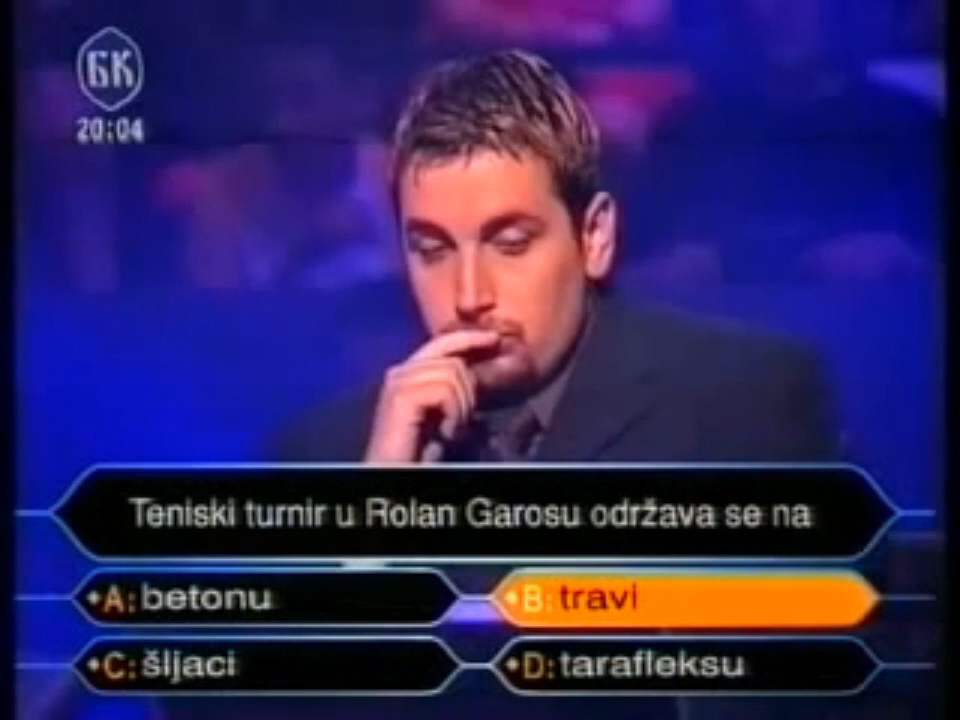 БК
20:04
Teniski turnir u Rolan Garosu održava se na
A: betonu
B: travi
C: šljaci
D: tarafleksu